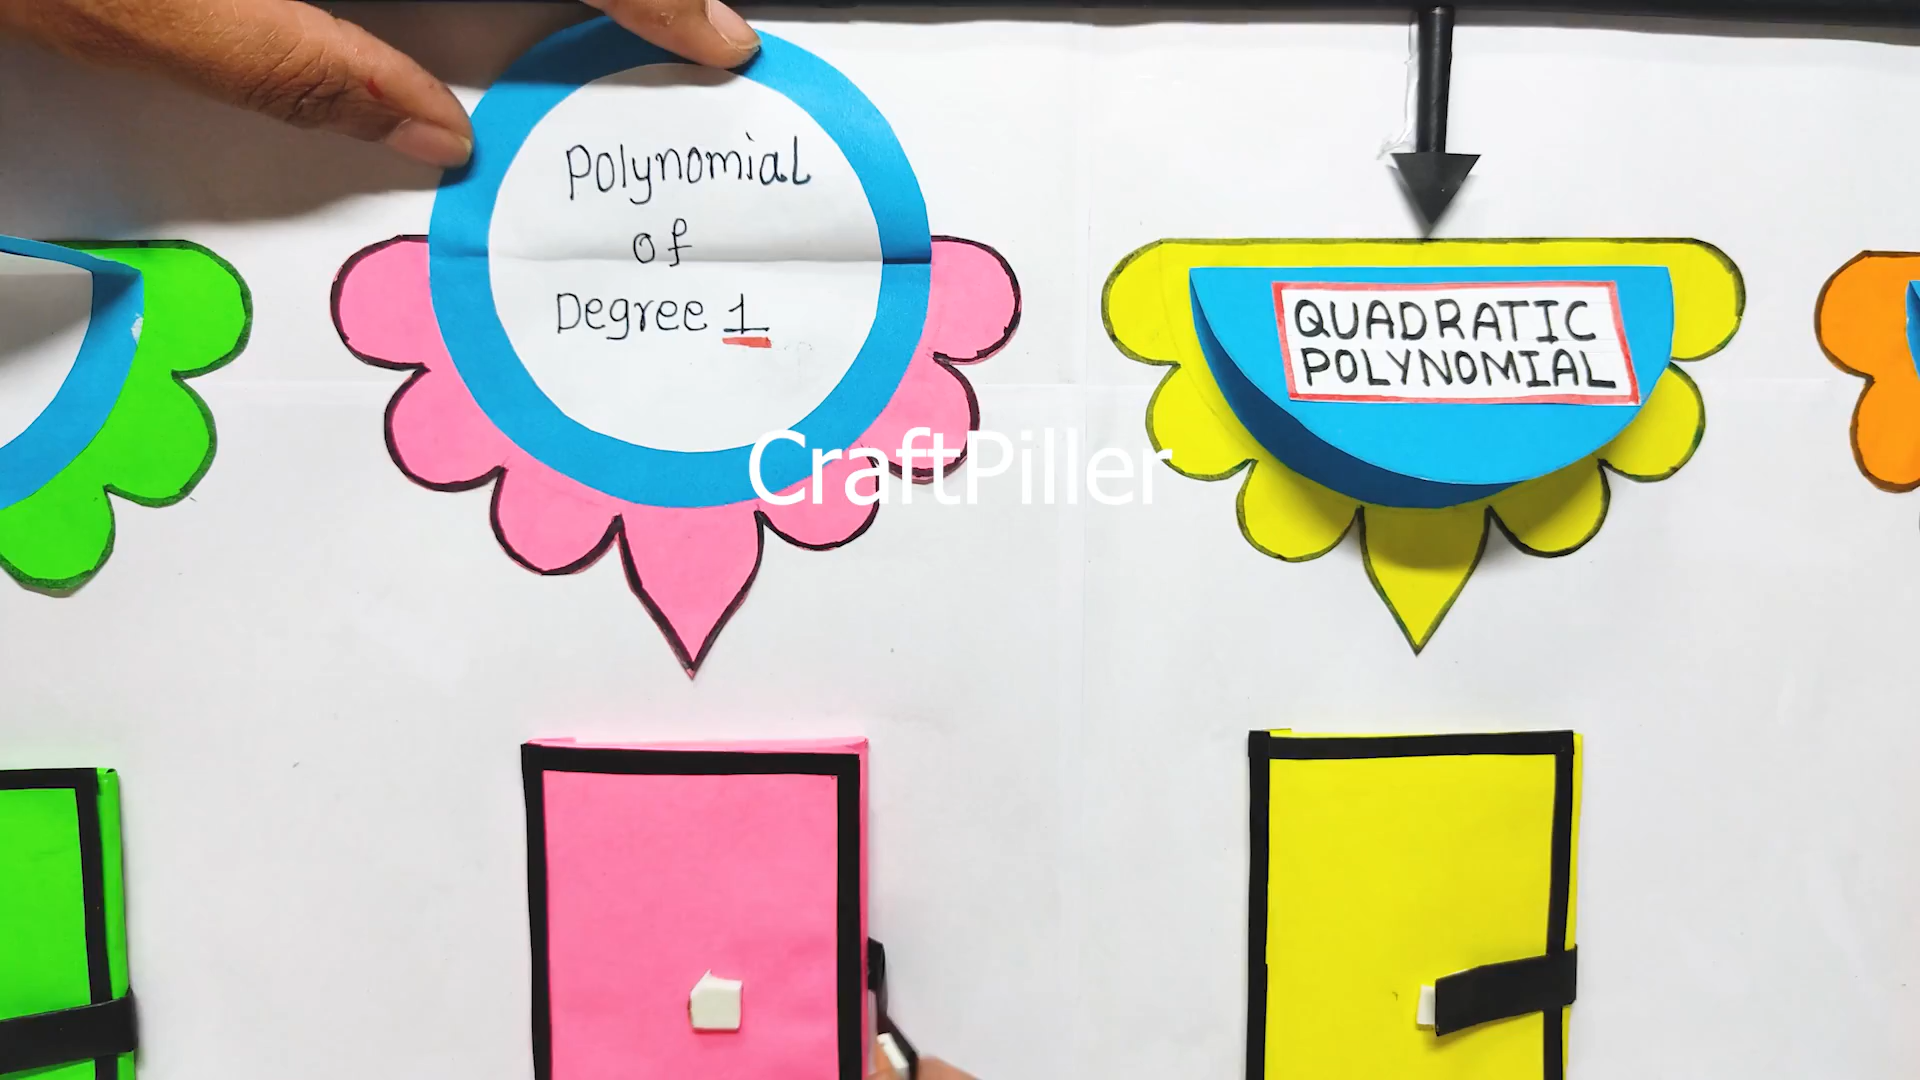 Polynomial
of
Degree 1
QUADRATIC
POLYNOMIAL
CraftPiller